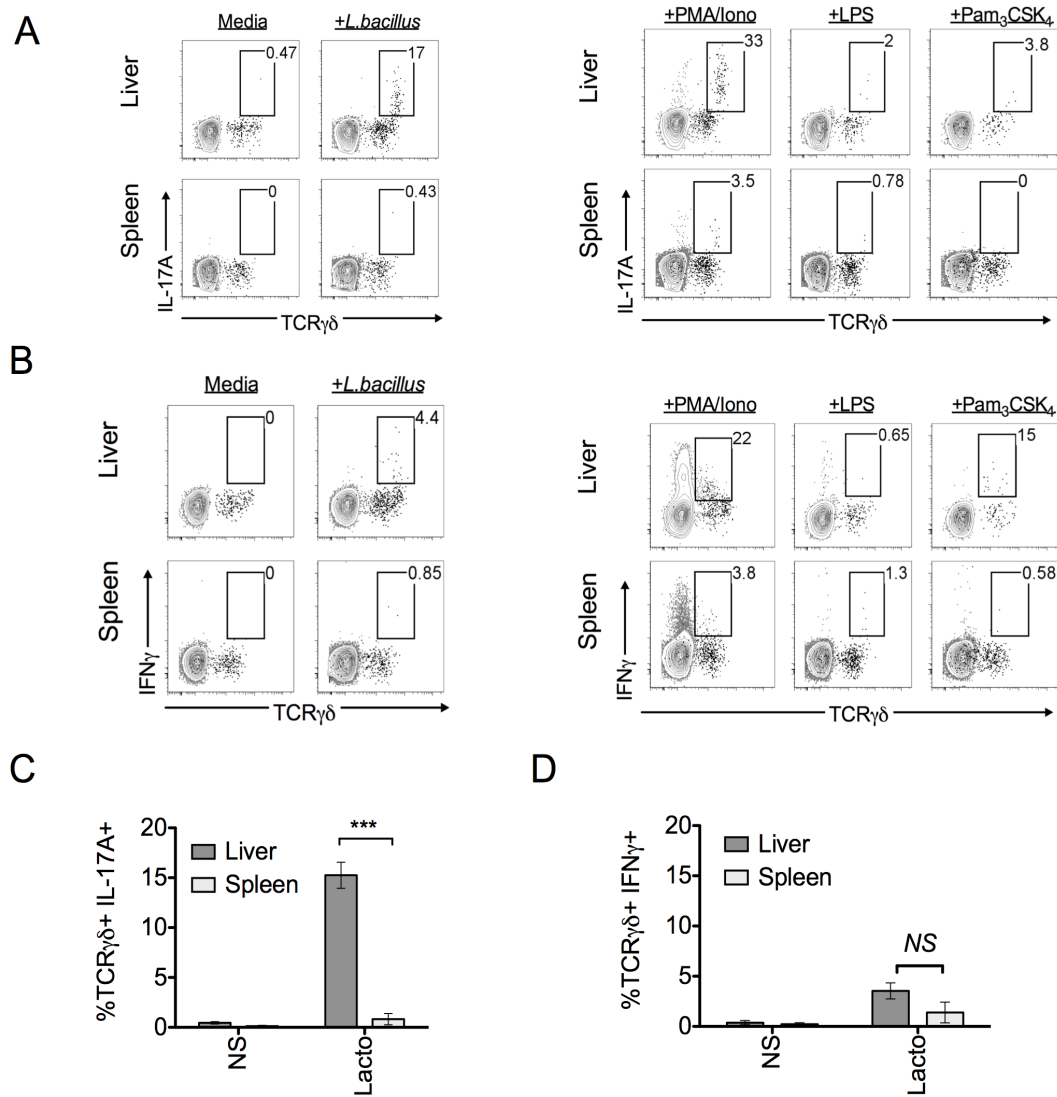 A
Media +L.bacillus
+PMA/Iono +LPS +Pam3CSK4
Liver
0.47 17
Liver
33 2 3.8
Spleen
0 0.43
Spleen
3.5 0.78 0
IL-17A
TCRγδ
IL-17A
TCRγδ
B
Media +L.bacillus
+PMA/Iono +LPS +Pam3CSK4
Liver
0 4.4
Liver
22 0.65 15
Spleen
0 0.85
Spleen
3.8 1.3 0.58
IFNγ
TCRγδ
IFNγ
TCRγδ
C
%TCRγδ+ IL-17A+
20
15
10
5
0
Liver
Spleen
***
NS
Lacto
D
%TCRγδ+ IFNγ+
20
15
10
5
0
Liver
Spleen
NS
NS
Lacto